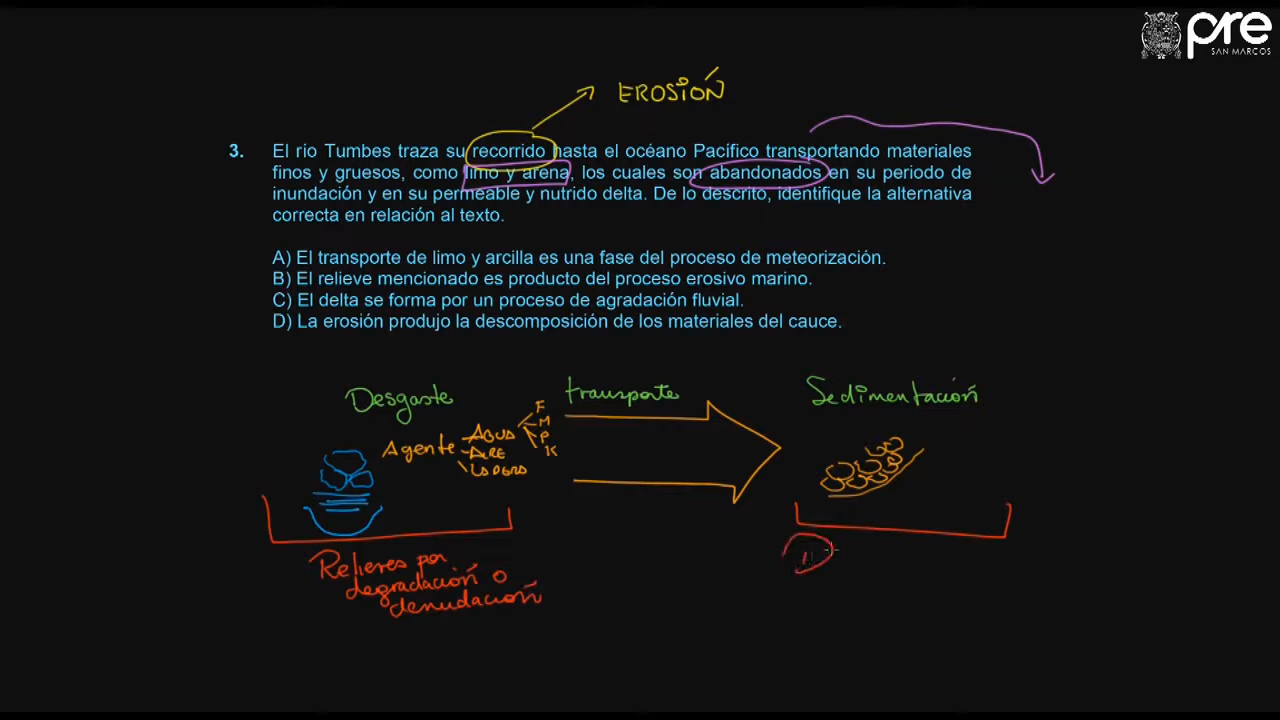 pre
SAN MARCOS
EROSIÓN
3. El río Tumbes traza su recorrido hasta el océano Pacífico transportando materiales
finos y gruesos, como limo y arena, los cuales son abandonados en su periodo de
inundación y en su permeable y nutrido delta. De lo descrito, identifique la alternativa
correcta en relación al texto.
A) El transporte de limo y arcilla es una fase del proceso de meteorización.
B) El relieve mencionado es producto del proceso erosivo marino.
C) El delta se forma por un proceso de agradación fluvial.
D) La erosión produjo la descomposición de los materiales del cauce.
Desgaste transporte Sedimentación
F
Agente AGUA M
AIRE P
K
Relieves por
degradación o
denudación